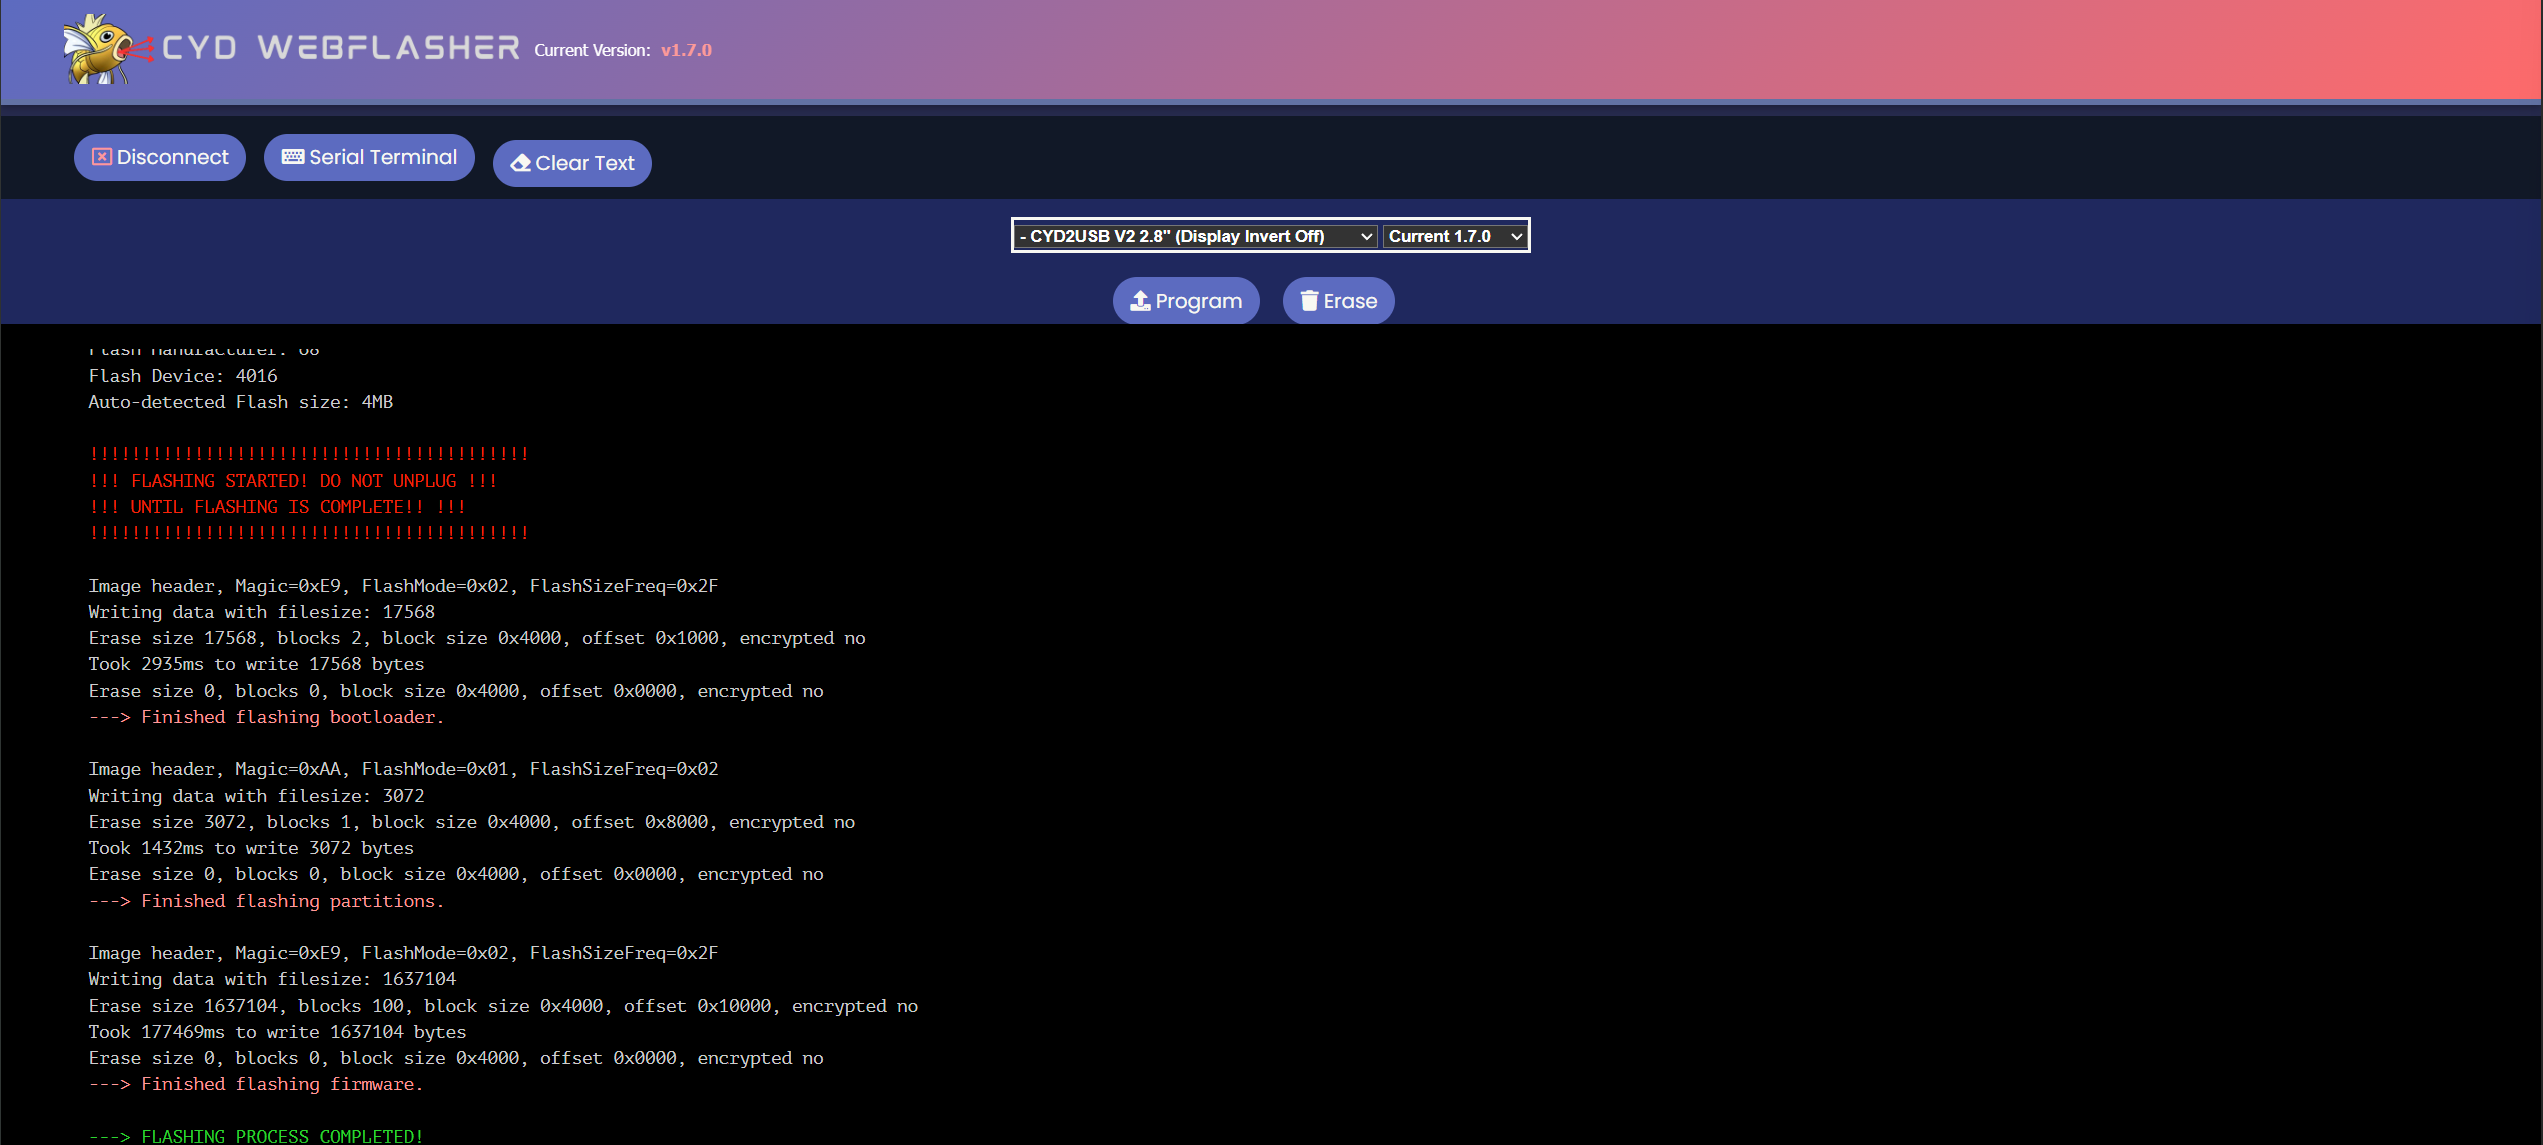 CYD WEBFLASHER Current Version: v1.7.0
Disconnect Serial Terminal Clear Text
- CYD2USB V2 2.8" (Display Invert Off) Current 1.7.0
Program Erase
Flash Manufacturer: 68
Flash Device: 4016
Auto-detected Flash size: 4MB
!!!!!!!!!!!!!!!!!!!!!!!!!!!!!!!!!!!!!!!!!!
!!! FLASHING STARTED! DO NOT UNPLUG !!!
!!! UNTIL FLASHING IS COMPLETE!! !!!
!!!!!!!!!!!!!!!!!!!!!!!!!!!!!!!!!!!!!!!!!!
Image header, Magic=0xE9, FlashMode=0x02, FlashSizeFreq=0x2F
Writing data with filesize: 17568
Erase size 17568, blocks 2, block size 0x4000, offset 0x1000, encrypted no
Took 2935ms to write 17568 bytes
Erase size 0, blocks 0, block size 0x4000, offset 0x0000, encrypted no
---> Finished flashing bootloader.
Image header, Magic=0xAA, FlashMode=0x01, FlashSizeFreq=0x02
Writing data with filesize: 3072
Erase size 3072, blocks 1, block size 0x4000, offset 0x8000, encrypted no
Took 1432ms to write 3072 bytes
Erase size 0, blocks 0, block size 0x4000, offset 0x0000, encrypted no
---> Finished flashing partitions.
Image header, Magic=0xE9, FlashMode=0x02, FlashSizeFreq=0x2F
Writing data with filesize: 1637104
Erase size 1637104, blocks 100, block size 0x4000, offset 0x10000, encrypted no
Took 177469ms to write 1637104 bytes
Erase size 0, blocks 0, block size 0x4000, offset 0x0000, encrypted no
---> Finished flashing firmware.
---> FLASHING PROCESS COMPLETED!